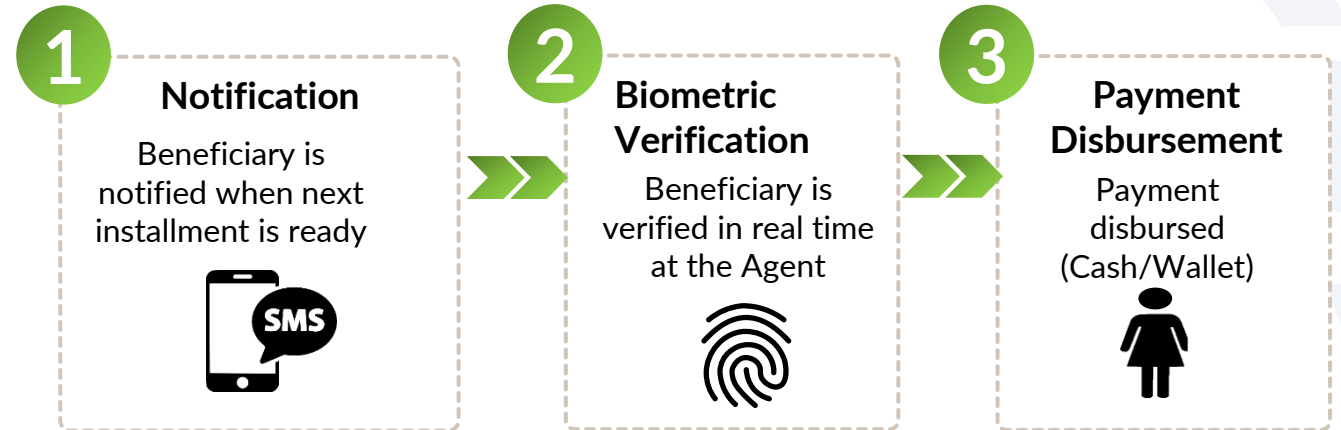 1
Notification
Beneficiary is
notified when next
installment is ready
SMS
2
Biometric
Verification
Beneficiary is
verified in real time
at the Agent
3
Payment
Disbursement
Payment
disbursed
(Cash/Wallet)